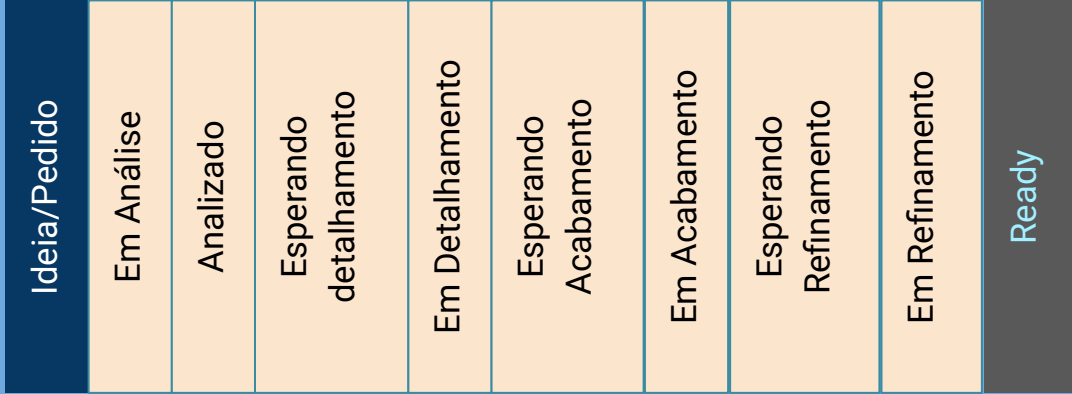 Ideia/Pedido
Em Análise
Analizado
Esperando
detalhamento
Em Detalhamento
Esperando
Acabamento
Em Acabamento
Esperando
Refinamento
Em Refinamento
Ready